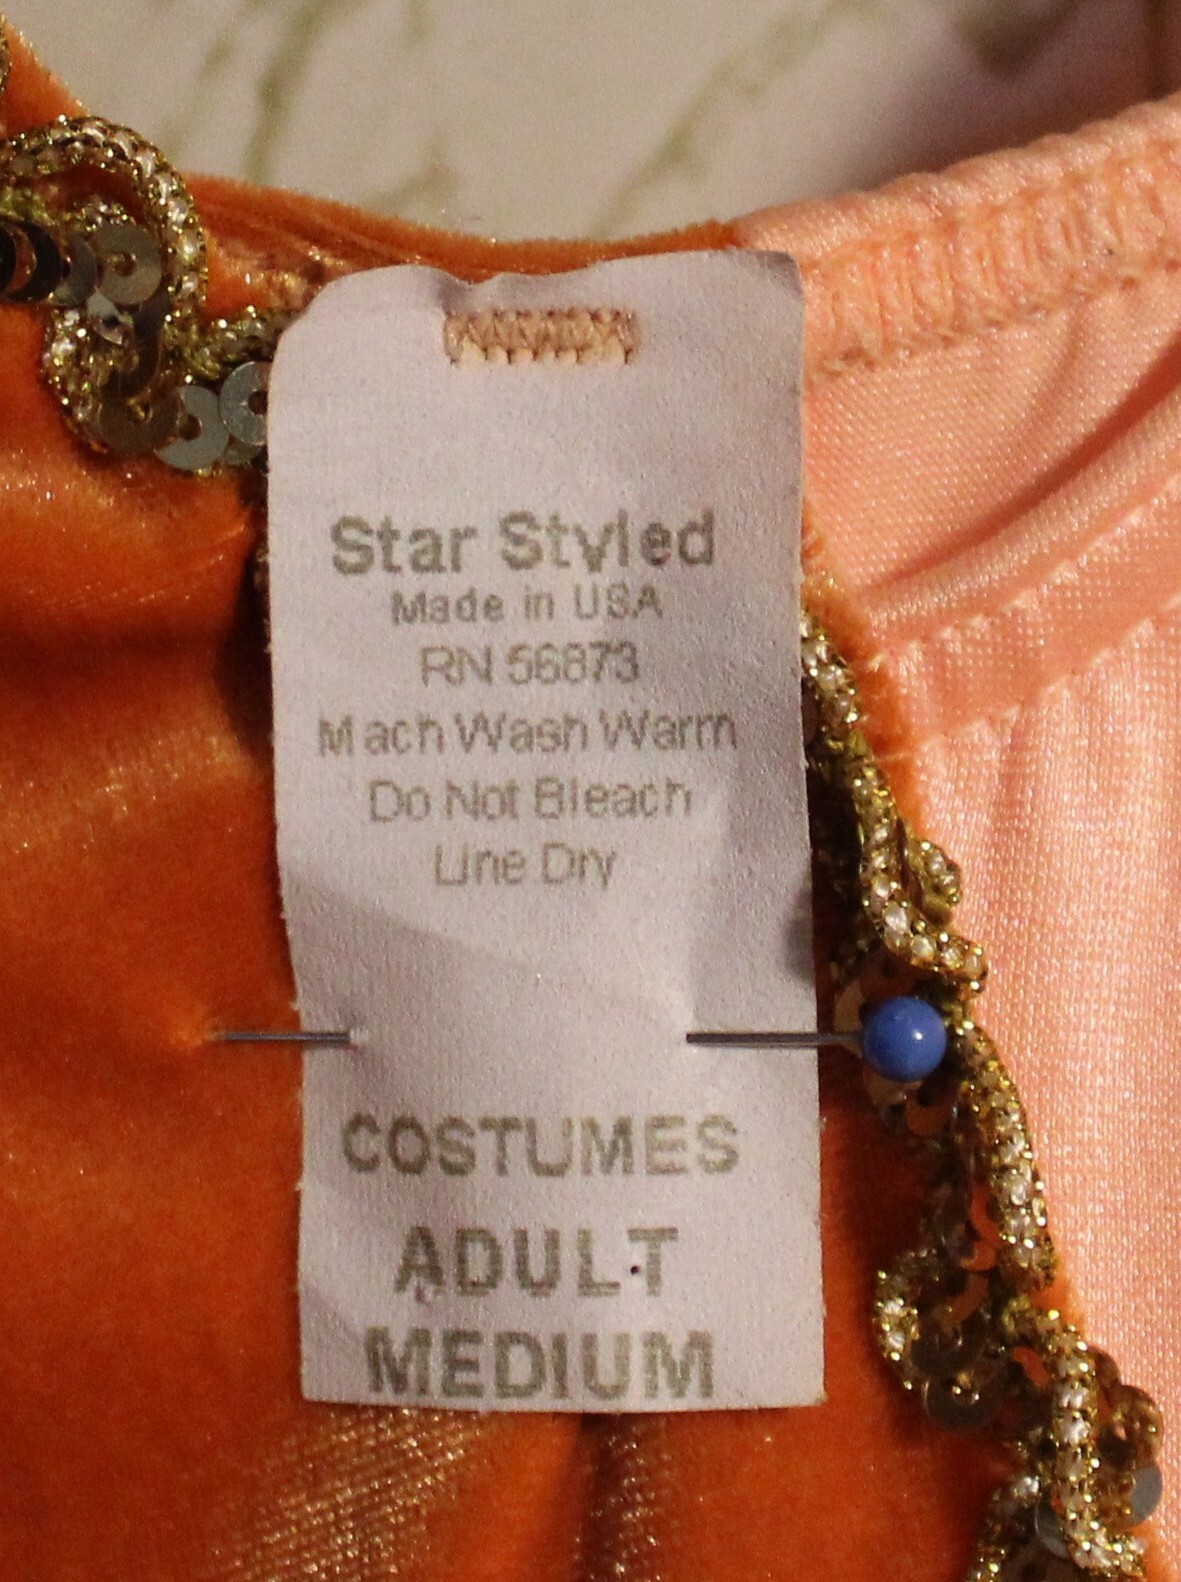 Star Styled
Made in USA
RN 56873
Mach Wash Warm
Do Not Bleach
Line Dry
COSTUMES
ADULT
MEDIUM